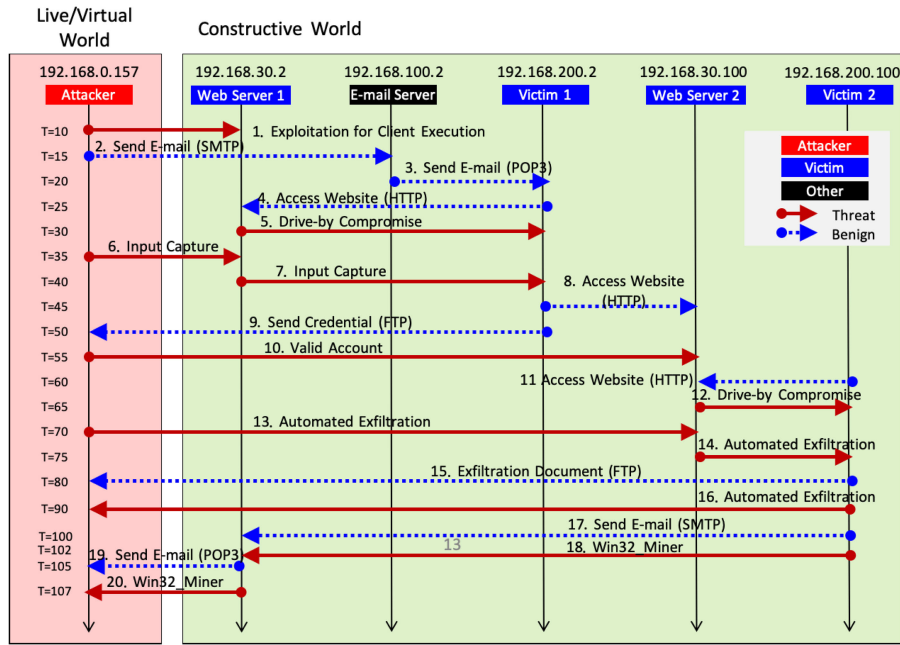 Live/Virtual
World
Constructive World
192.168.0.157
192.168.30.2
192.168.100.2
192.168.200.2
192.168.30.100
192.168.200.100
Attacker
Web Server 1
E-mail Server
Victim 1
Web Server 2
Victim 2
T=10
1. Exploitation for Client Execution
T=15
2. Send E-mail (SMTP)
T=20
3. Send E-mail (POP3)
T=25
4. Access Website (HTTP)
T=30
5. Drive-by Compromise
T=35
6. Input Capture
T=40
7. Input Capture
T=45
8. Access Website
(HTTP)
T=50
9. Send Credential (FTP)
T=55
10. Valid Account
T=60
11 Access Website (HTTP)
T=65
12. Drive-by Compromise
T=70
13. Automated Exfiltration
T=75
14. Automated Exfiltration
T=80
15. Exfiltration Document (FTP)
T=90
16. Automated Exfiltration
T=100
17. Send E-mail (SMTP)
T=102
13
18. Win32_Miner
T=105
19. Send E-mail (POP3)
T=107
20. Win32_Miner
Attacker
Victim
Other
Threat
Benign